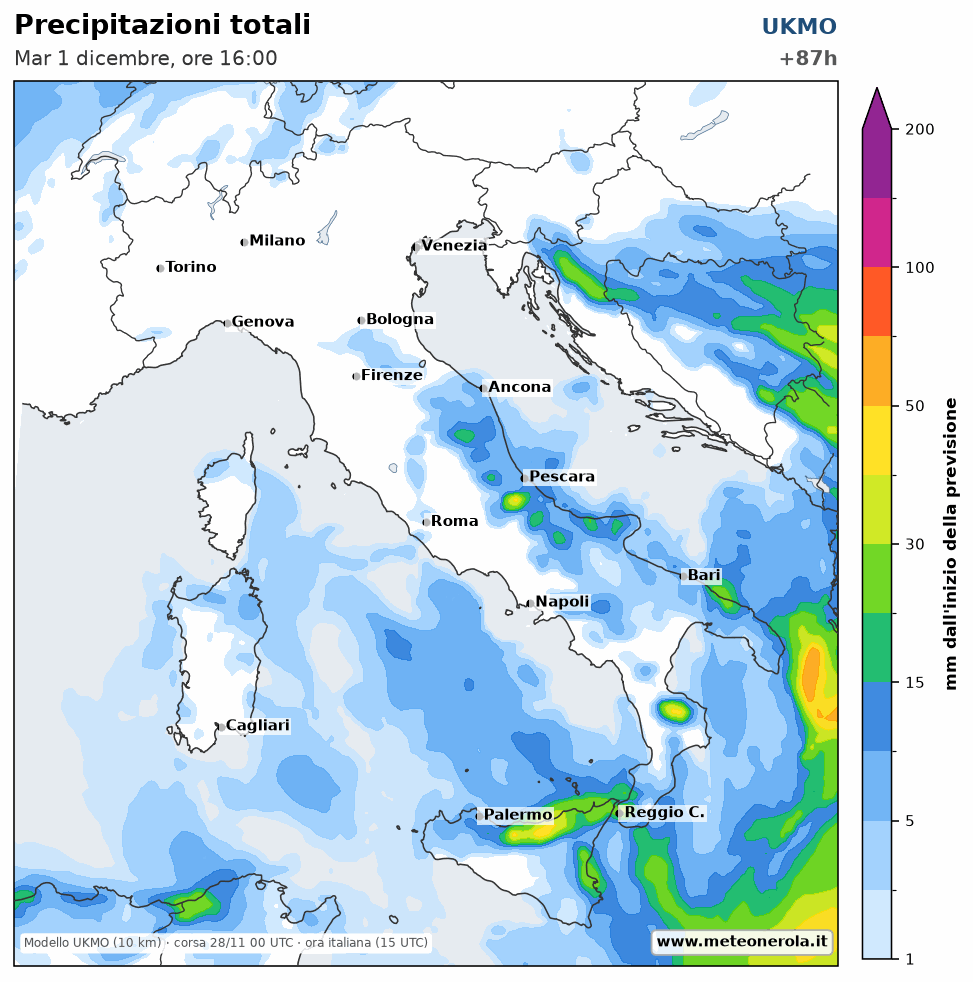 Precipitazioni totali
UKMO
Mar 1 dicembre, ore 16:00
+87h
200
100
50
30
15
5
1
mm dall'inizio della previsione
Milano
Venezia
Torino
Genova
Bologna
Firenze
Ancona
Pescara
Roma
Bari
Napoli
Cagliari
Palermo
Reggio C.
Modello UKMO (10 km) · corsa 28/11 00 UTC · ora italiana (15 UTC)
www.meteonerola.it